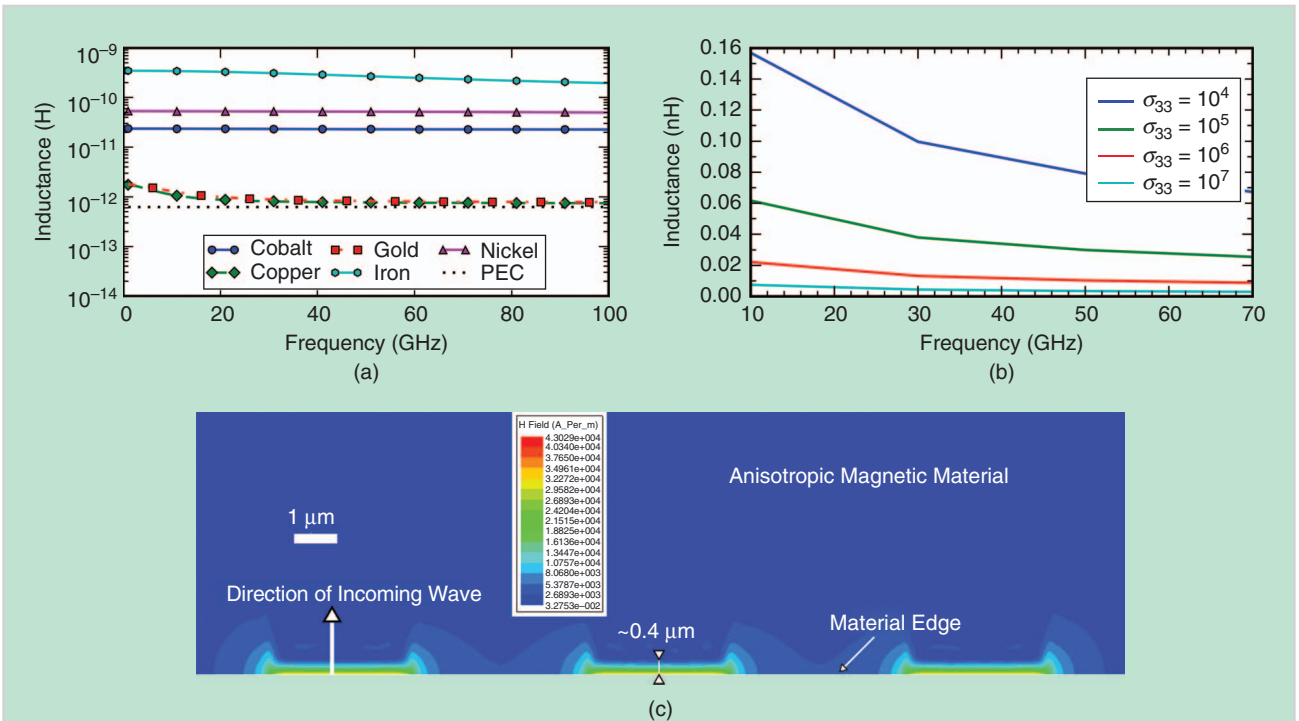 10⁻⁹
10⁻¹⁰
10⁻¹¹
10⁻¹²
10⁻¹³
10⁻¹⁴
Inductance (H)
Cobalt
Gold
Nickel
Copper
Iron
PEC
0
20
40
60
80
100
Frequency (GHz)
(a)
0.16
0.14
0.12
0.10
0.08
0.06
0.04
0.02
0.00
Inductance (nH)
σ₃₃ = 10⁴
σ₃₃ = 10⁵
σ₃₃ = 10⁶
σ₃₃ = 10⁷
10
20
30
40
50
60
70
Frequency (GHz)
(b)
H Field (A_Per_m)
4.3029e+004
4.0340e+004
3.7650e+004
3.4961e+004
3.2272e+004
2.9582e+004
2.6893e+004
2.4204e+004
2.1515e+004
1.8825e+004
1.6136e+004
1.3447e+004
1.0757e+004
8.0680e+003
5.3787e+003
2.6893e+003
3.2753e–002
Anisotropic Magnetic Material
1 μm
Direction of Incoming Wave
~0.4 μm
Material Edge
(c)